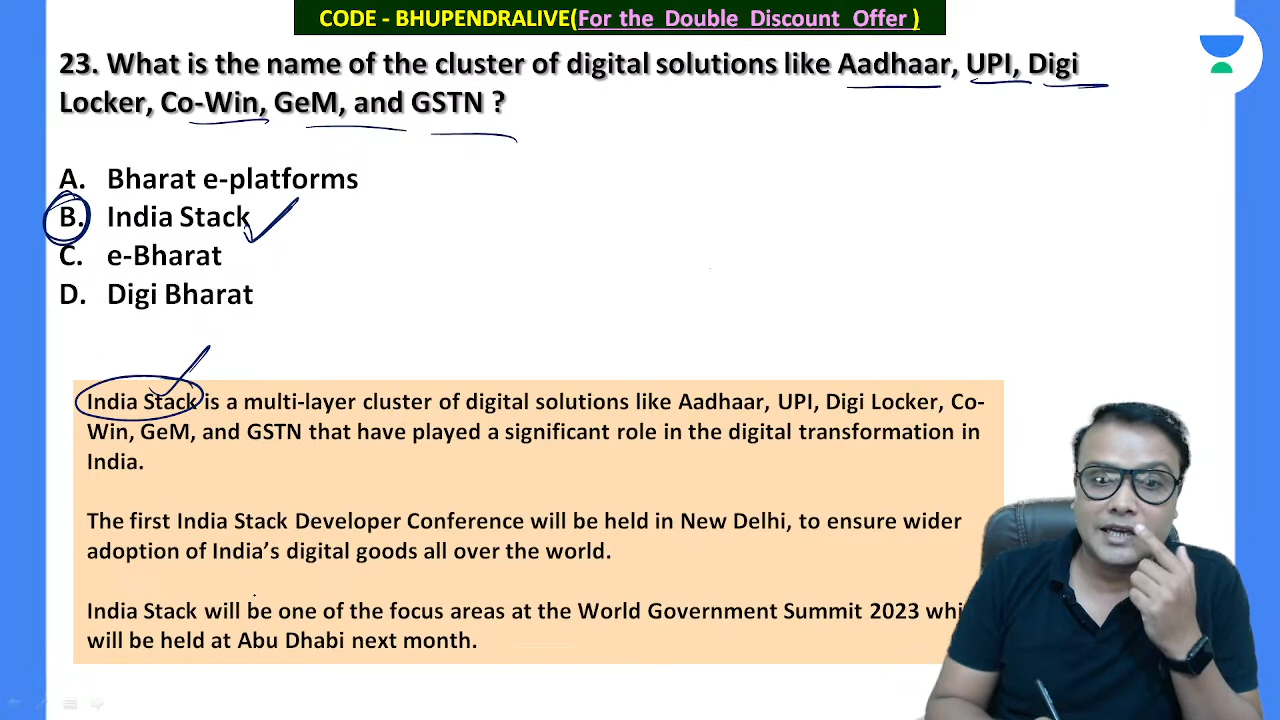 CODE - BHUPENDRALIVE(For the Double Discount Offer )
23. What is the name of the cluster of digital solutions like Aadhaar, UPI, Digi
Locker, Co-Win, GeM, and GSTN ?
A. Bharat e-platforms
B. India Stack
C. e-Bharat
D. Digi Bharat
India Stack is a multi-layer cluster of digital solutions like Aadhaar, UPI, Digi Locker, Co-
Win, GeM, and GSTN that have played a significant role in the digital transformation in
India.
The first India Stack Developer Conference will be held in New Delhi, to ensure wider
adoption of India’s digital goods all over the world.
India Stack will be one of the focus areas at the World Government Summit 2023
will be held at Abu Dhabi next month.